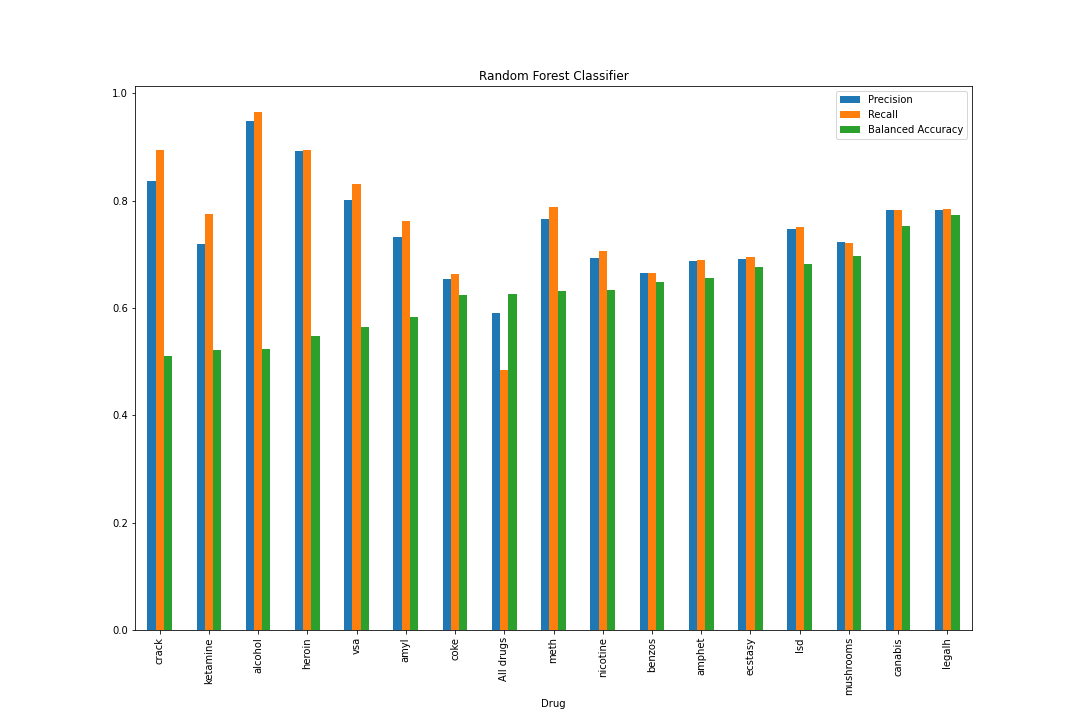 Random Forest Classifier
Precision
Recall
Balanced Accuracy
1.0
0.8
0.6
0.4
0.2
0.0
crack
ketamine
alcohol
heroin
vsa
amyl
coke
All drugs
meth
nicotine
benzos
amphet
ecstasy
lsd
mushrooms
canabis
legalh
Drug